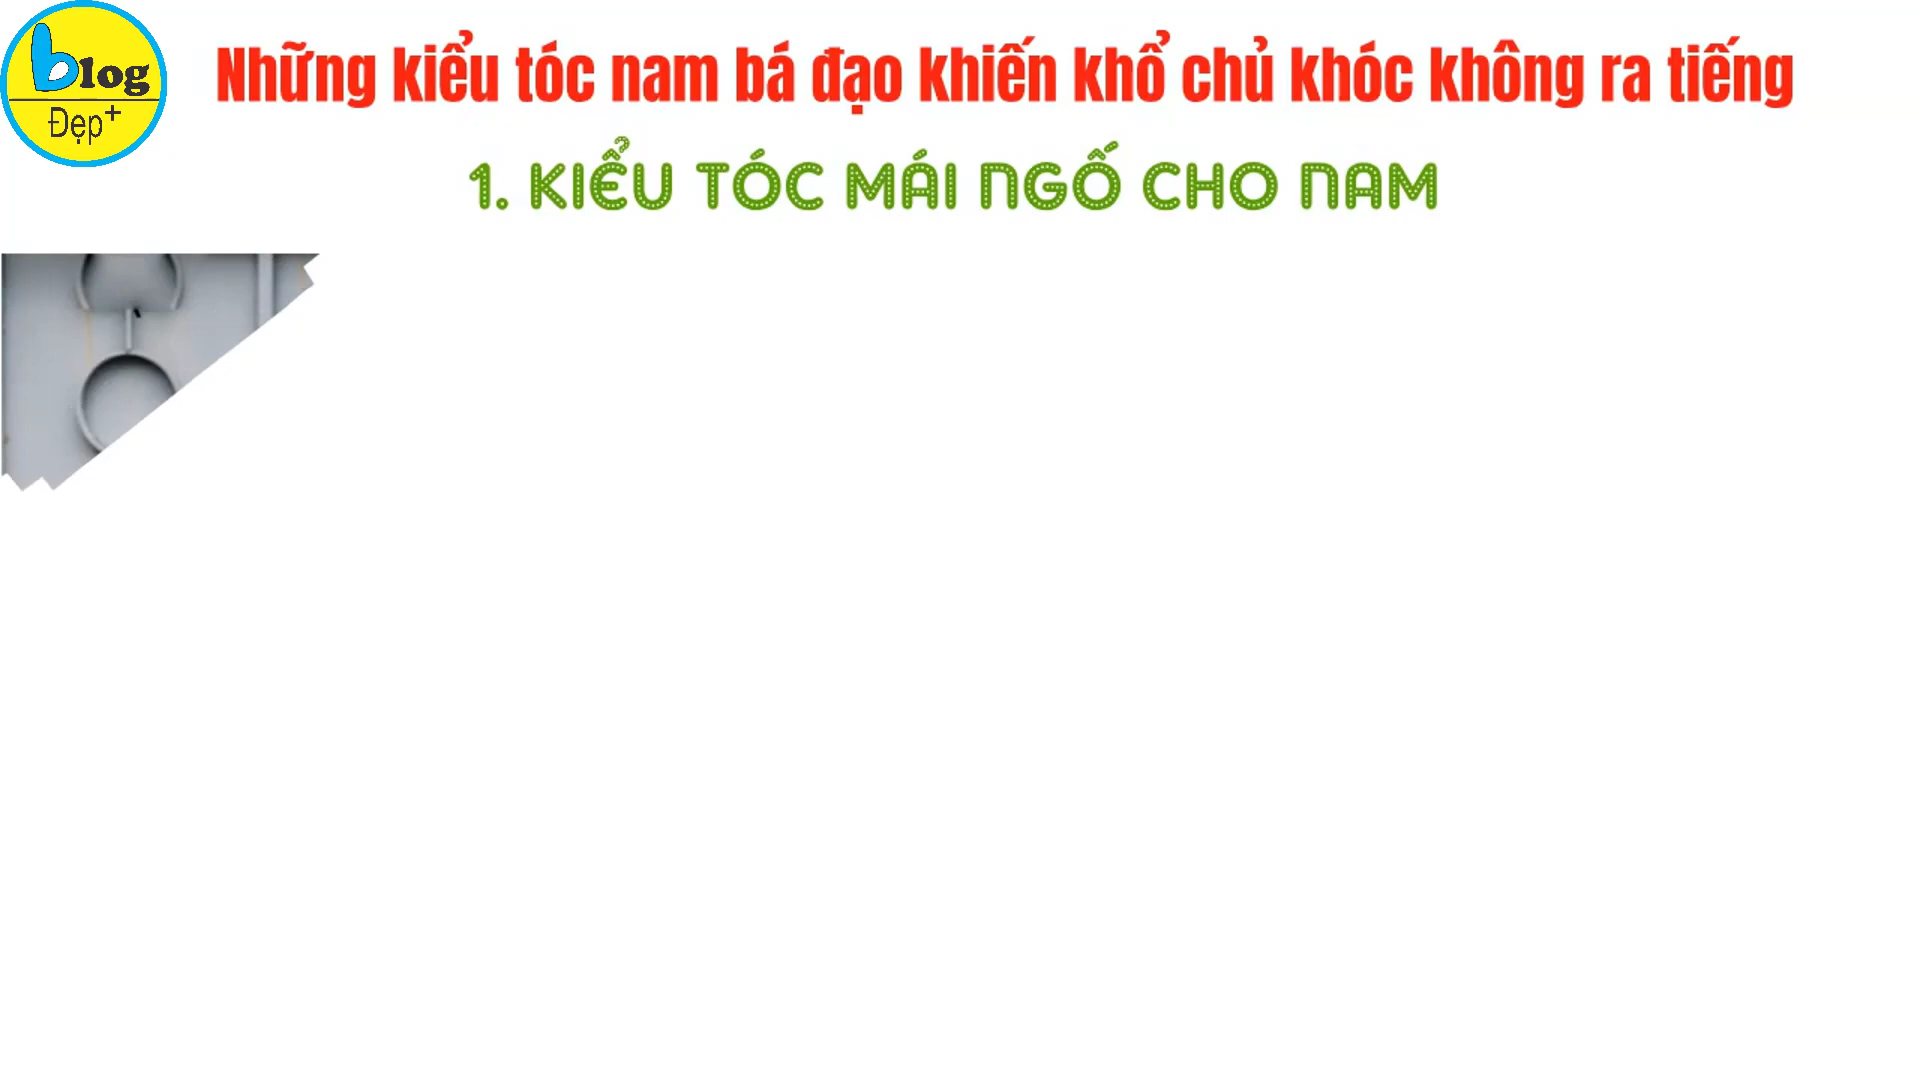 blog
Đẹp+
Những kiểu tóc nam bá đạo khiến khổ chủ khóc không ra tiếng
1. KIỂU TÓC MÁI NGỐ CHO NAM